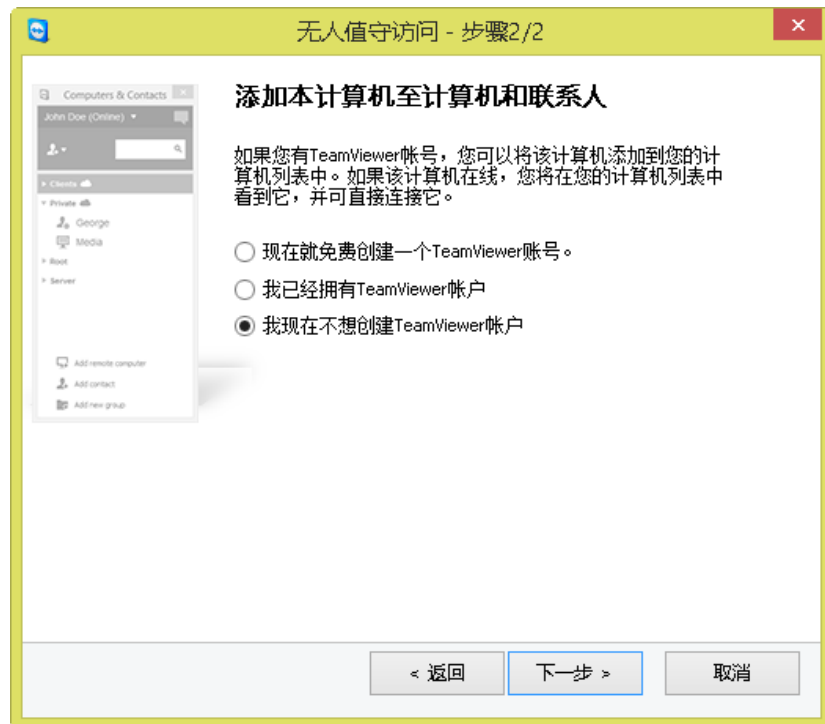 无人值守访问 - 步骤2/2
Computers & Contacts
John Doe (Online)
Clients
Private
George
Media
Root
Server
Add remote computer
Add contact
Add new group
添加本计算机至计算机和联系人
如果您有TeamViewer帐号，您可以将该计算机添加到您的计
算机列表中。如果该计算机在线，您将在您的计算机列表中
看到它，并可直接连接它。
现在就免费创建一个TeamViewer账号。
我已经拥有TeamViewer帐户
我现在不想创建TeamViewer帐户
< 返回
下一步 >
取消